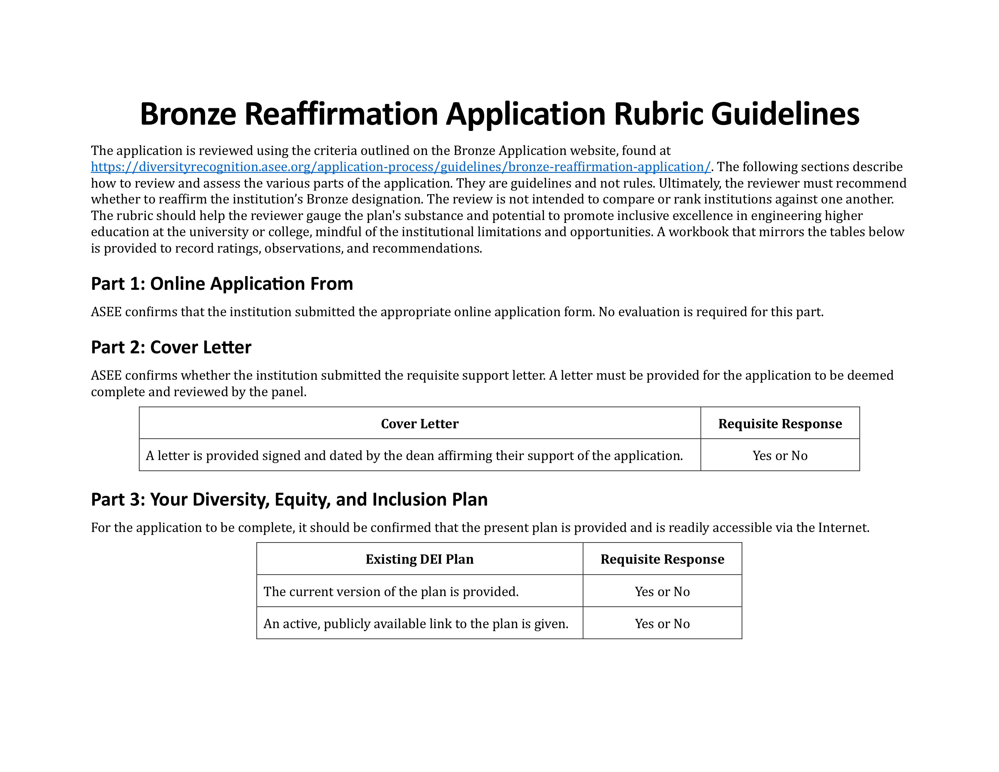 Bronze Reaffirmation Application Rubric Guidelines
The application is reviewed using the criteria outlined on the Bronze Application website, found at
https://diversityrecognition.asee.org/application-process/guidelines/bronze-reaffirmation-application/. The following sections describe
how to review and assess the various parts of the application. They are guidelines and not rules. Ultimately, the reviewer must recommend
whether to reaffirm the institution’s Bronze designation. The review is not intended to compare or rank institutions against one another.
The rubric should help the reviewer gauge the plan's substance and potential to promote inclusive excellence in engineering higher
education at the university or college, mindful of the institutional limitations and opportunities. A workbook that mirrors the tables below
is provided to record ratings, observations, and recommendations.
Part 1: Online Application From
ASEE confirms that the institution submitted the appropriate online application form. No evaluation is required for this part.
Part 2: Cover Letter
ASEE confirms whether the institution submitted the requisite support letter. A letter must be provided for the application to be deemed
complete and reviewed by the panel.
Cover Letter Requisite Response
A letter is provided signed and dated by the dean affirming their support of the application. Yes or No
Part 3: Your Diversity, Equity, and Inclusion Plan
For the application to be complete, it should be confirmed that the present plan is provided and is readily accessible via the Internet.
Existing DEI Plan Requisite Response
The current version of the plan is provided. Yes or No
An active, publicly available link to the plan is given. Yes or No